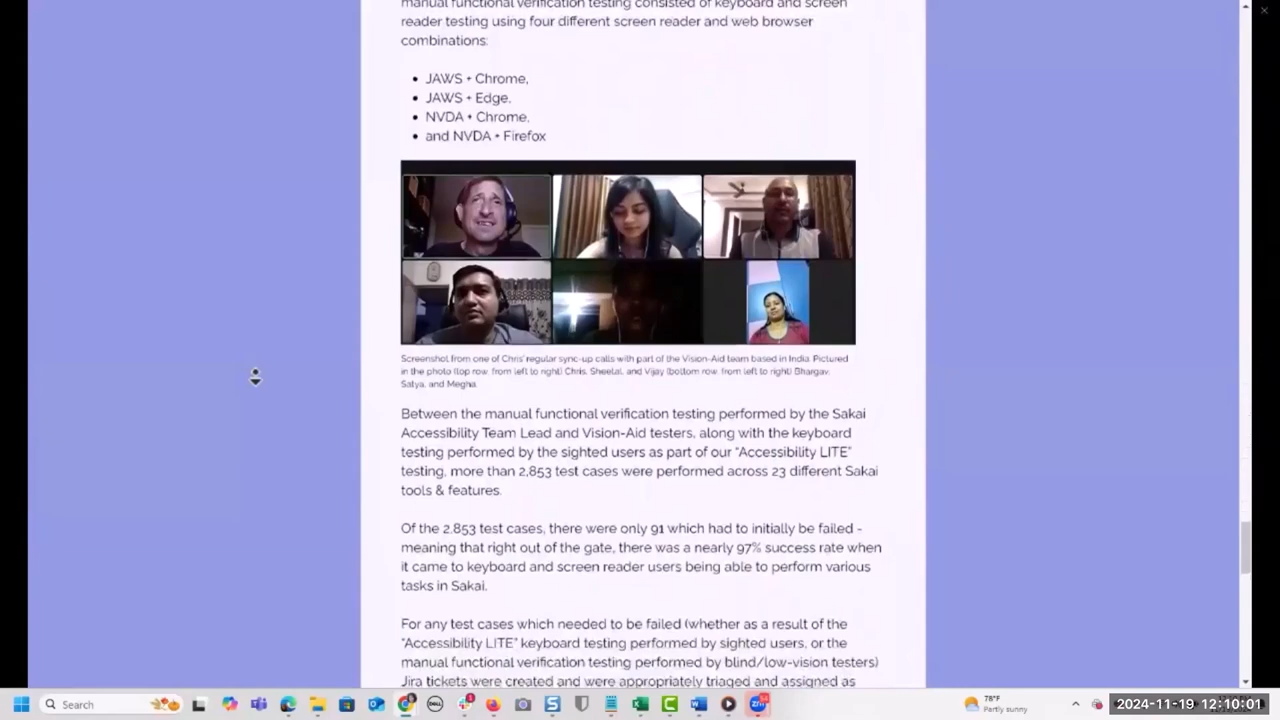 manual functional verification testing consisted of keyboard and screen
reader testing using four different screen reader and web browser
combinations:
• JAWS + Chrome,
• JAWS + Edge,
• NVDA + Chrome,
• and NVDA + Firefox
Screenshot from one of Chris' regular sync-up calls with part of the Vision-Aid team based in India. Pictured
in the photo (top row, from left to right) Chris, Sheetal, and Vijay (bottom row, from left to right) Bhargav,
Satya, and Megha.
Between the manual functional verification testing performed by the Sakai
Accessibility Team Lead and Vision-Aid testers, along with the keyboard
testing performed by the sighted users as part of our “Accessibility LITE”
testing, more than 2,853 test cases were performed across 23 different Sakai
tools & features.
Of the 2,853 test cases, there were only 91 which had to initially be failed -
meaning that right out of the gate, there was a nearly 97% success rate when
it came to keyboard and screen reader users being able to perform various
tasks in Sakai.
For any test cases which needed to be failed (whether as a result of the
“Accessibility LITE” keyboard testing performed by sighted users, or the
manual functional verification testing performed by blind/low-vision testers)
Jira tickets were created and were appropriately triaged and assigned as
Search
78°F
Partly sunny
2024-11-19 12:10:01